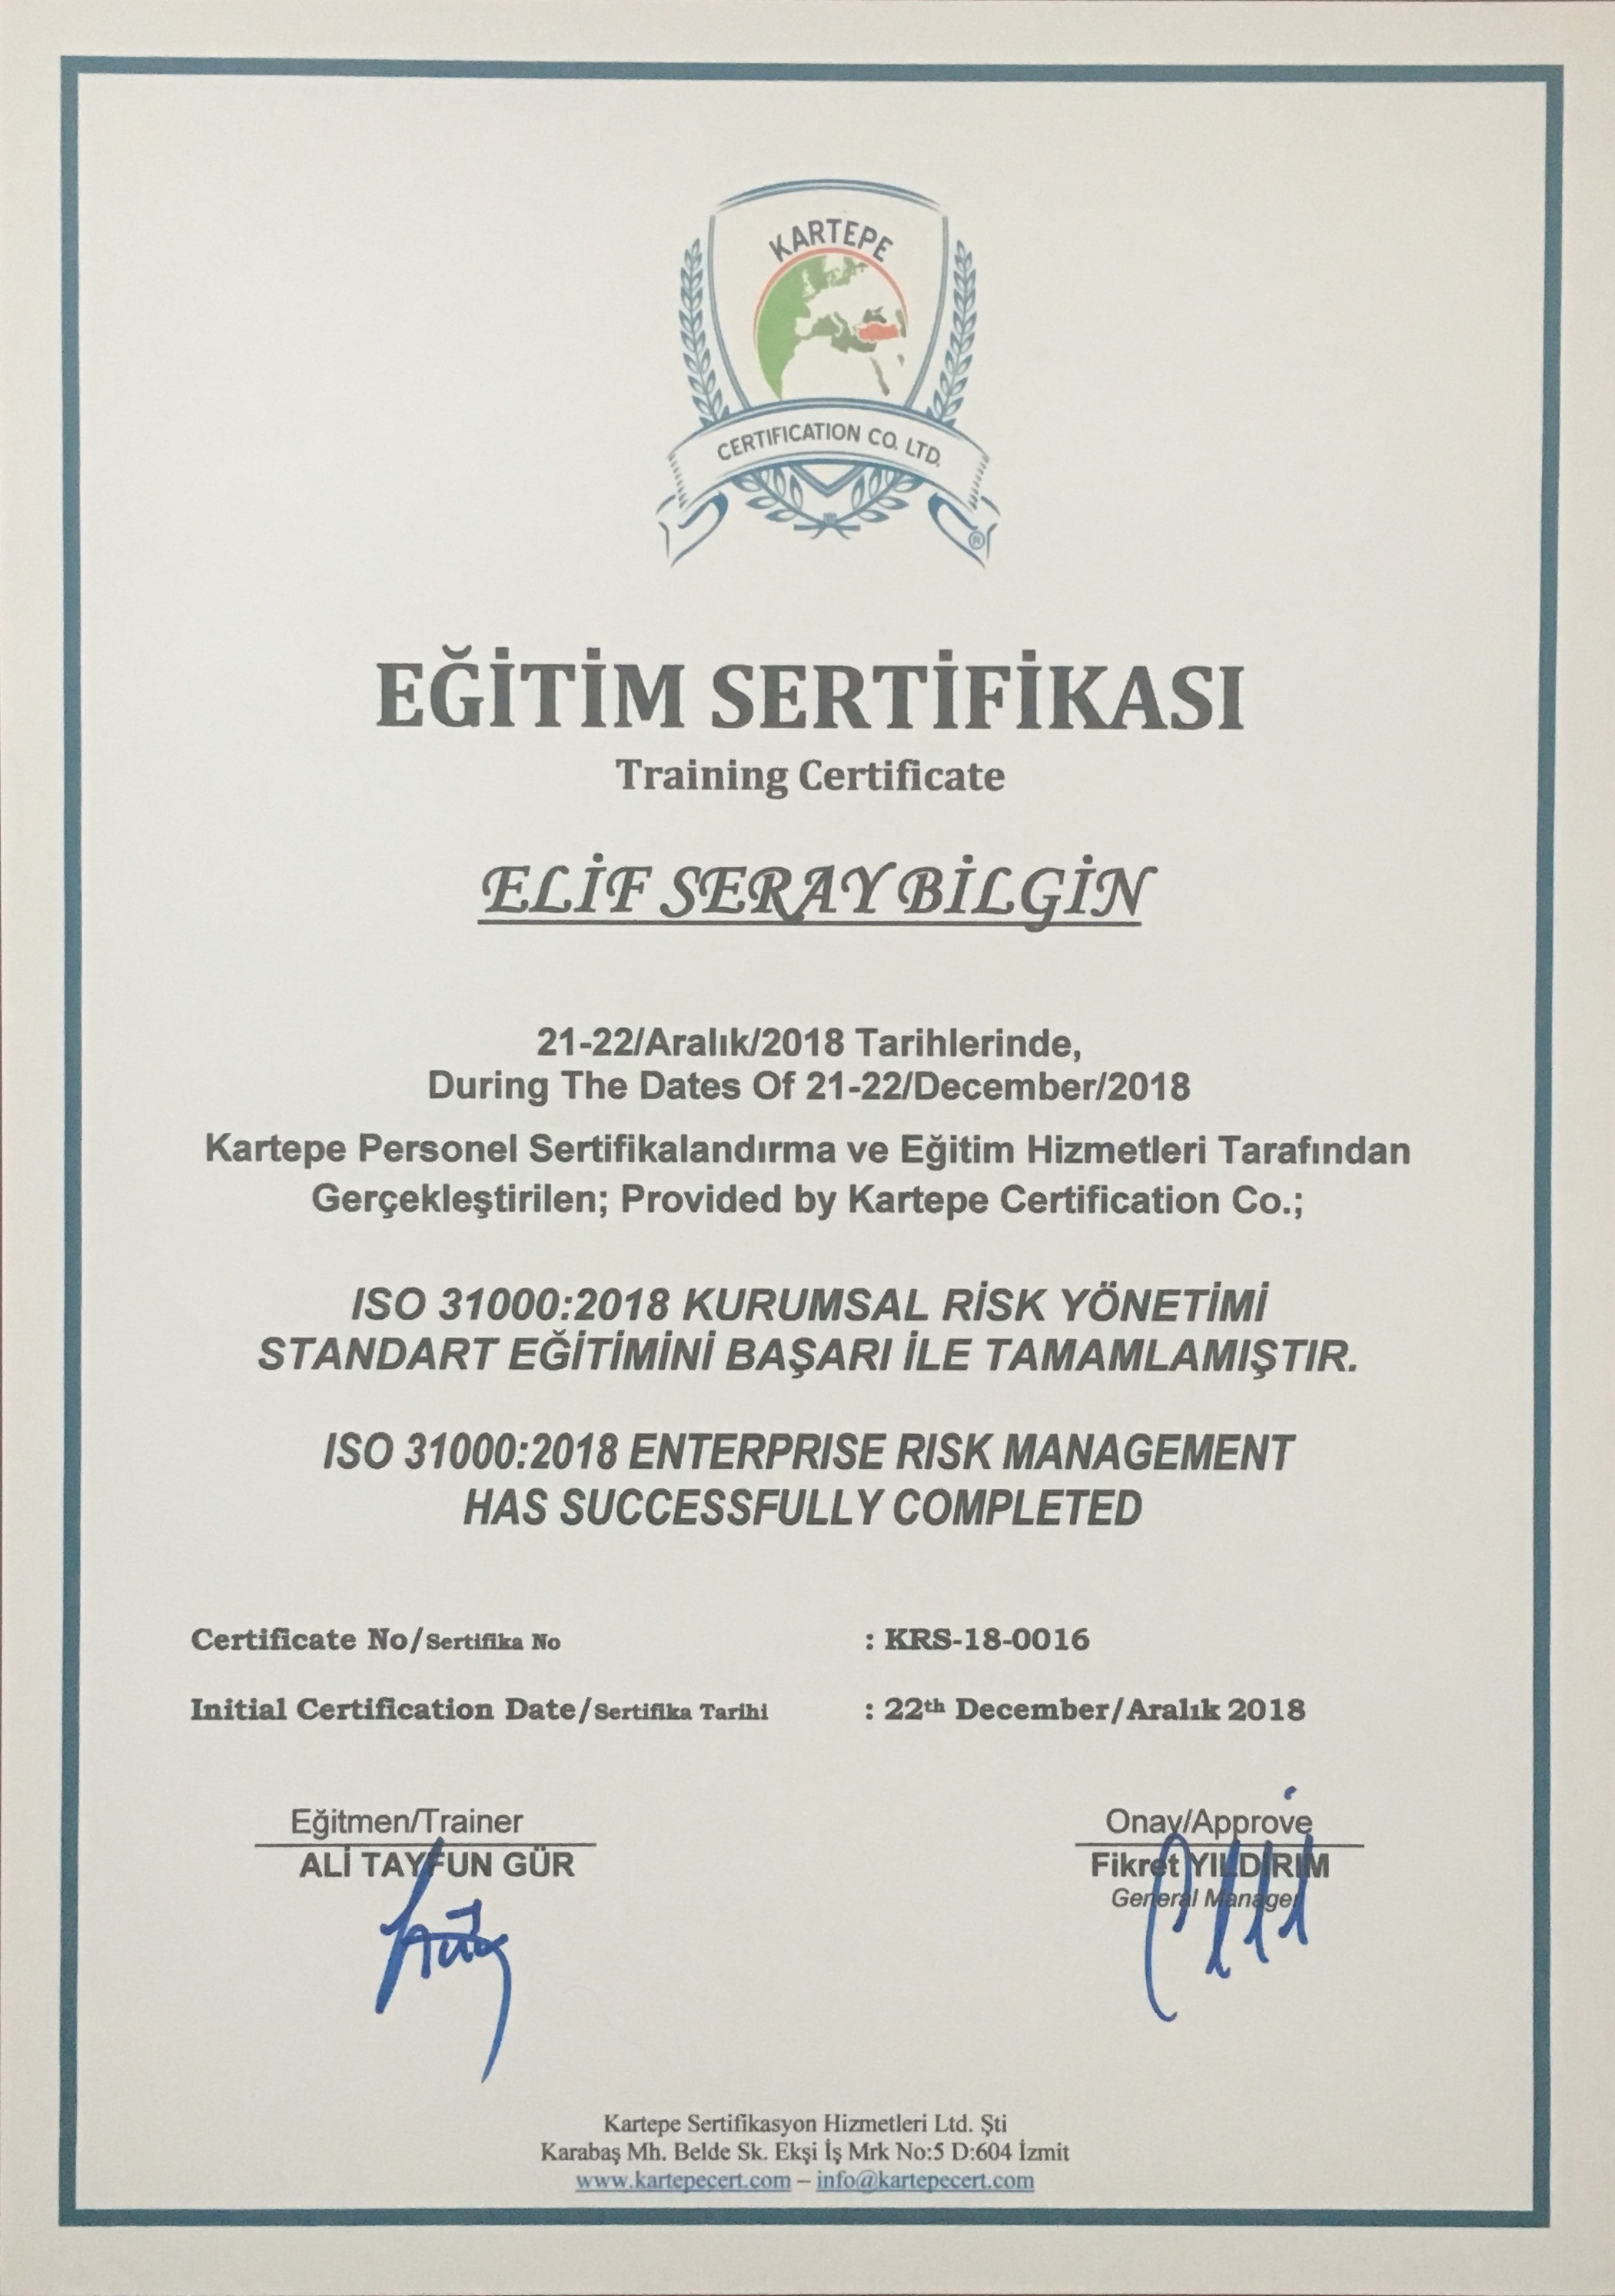 KARTEPE
CERTIFICATION CO. LTD.
®
EĞİTİM SERTİFİKASI
Training Certificate
ELİF SERAY BİLGİN
21-22/Aralık/2018 Tarihlerinde,
During The Dates Of 21-22/December/2018
Kartepe Personel Sertifikalandırma ve Eğitim Hizmetleri Tarafından
Gerçekleştirilen; Provided by Kartepe Certification Co.;
ISO 31000:2018 KURUMSAL RİSK YÖNETİMİ
STANDART EĞİTİMİNİ BAŞARI İLE TAMAMLAMIŞTIR.
ISO 31000:2018 ENTERPRISE RISK MANAGEMENT
HAS SUCCESSFULLY COMPLETED
Certificate No/Sertifika No : KRS-18-0016
Initial Certification Date/Sertifika Tarihi : 22th December/Aralık 2018
Eğitmen/Trainer
ALİ TAYFUN GÜR
Onay/Approve
Fikret YILDIRIM
General Manager
Kartepe Sertifikasyon Hizmetleri Ltd. Şti
Karabaş Mh. Belde Sk. Ekşi İş Mrk No:5 D:604 İzmit
www.kartepecert.com – info@kartepecert.com